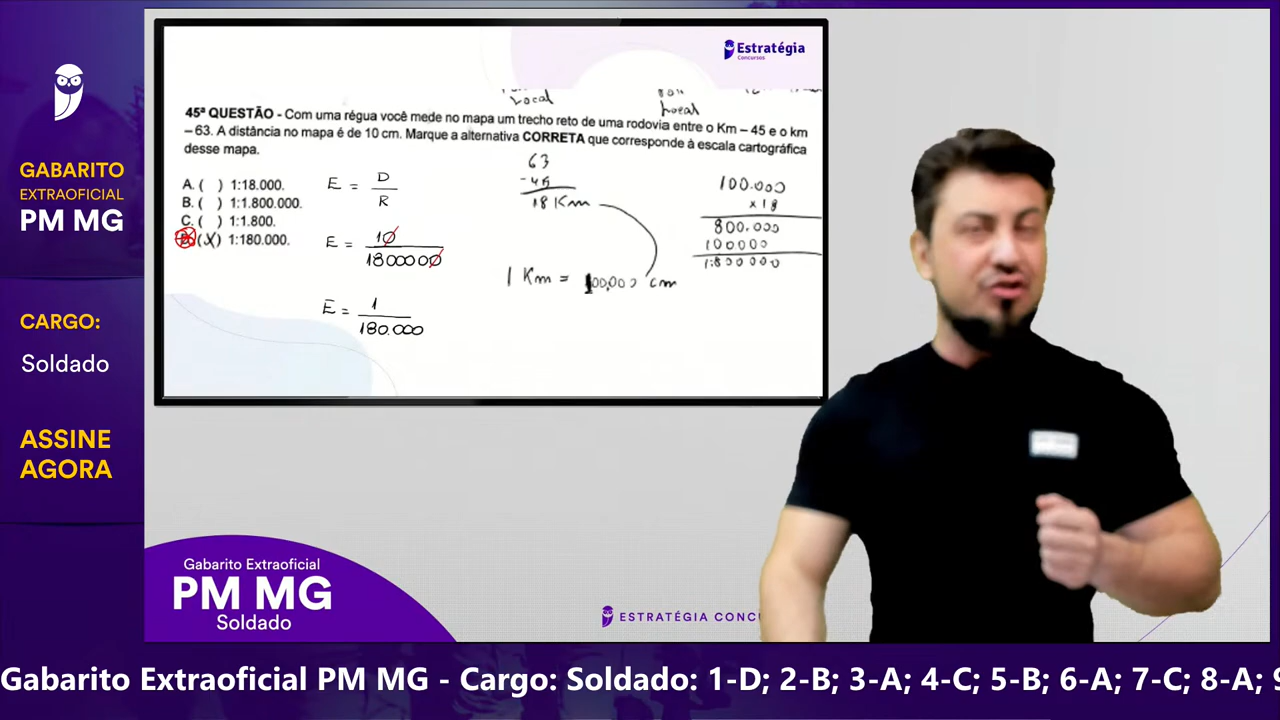 GABARITO
EXTRAOFICIAL
PM MG
CARGO:
Soldado
ASSINE
AGORA
Estratégia
Concursos
Local
Local
45ª QUESTÃO - Com uma régua você mede no mapa um trecho reto de uma rodovia entre o Km – 45 e o km
– 63. A distância no mapa é de 10 cm. Marque a alternativa CORRETA que corresponde à escala cartográfica
desse mapa.
A. ( ) 1:18.000.
B. ( ) 1:1.800.000.
C. ( ) 1:1.800.
(X) 1:180.000.
E = D
R
E = 10
1800000
E = 1
180.000
63
-45
18 Km
1 Km = 100.000 cm
100.000
x 18
800.000
100000
1.800000
Gabarito Extraoficial
PM MG
Soldado
ESTRATÉGIA CONC
Gabarito Extraoficial PM MG - Cargo: Soldado: 1-D; 2-B; 3-A; 4-C; 5-B; 6-A; 7-C; 8-A; 9